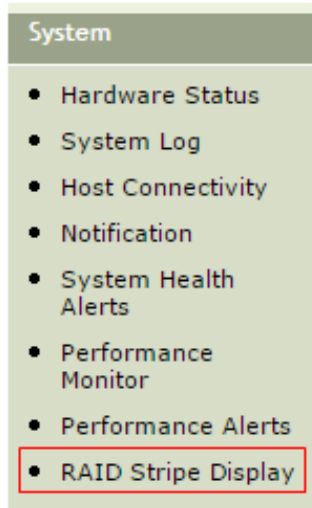 System
Hardware Status
System Log
Host Connectivity
Notification
System Health
Alerts
Performance
Monitor
Performance Alerts
RAID Stripe Display